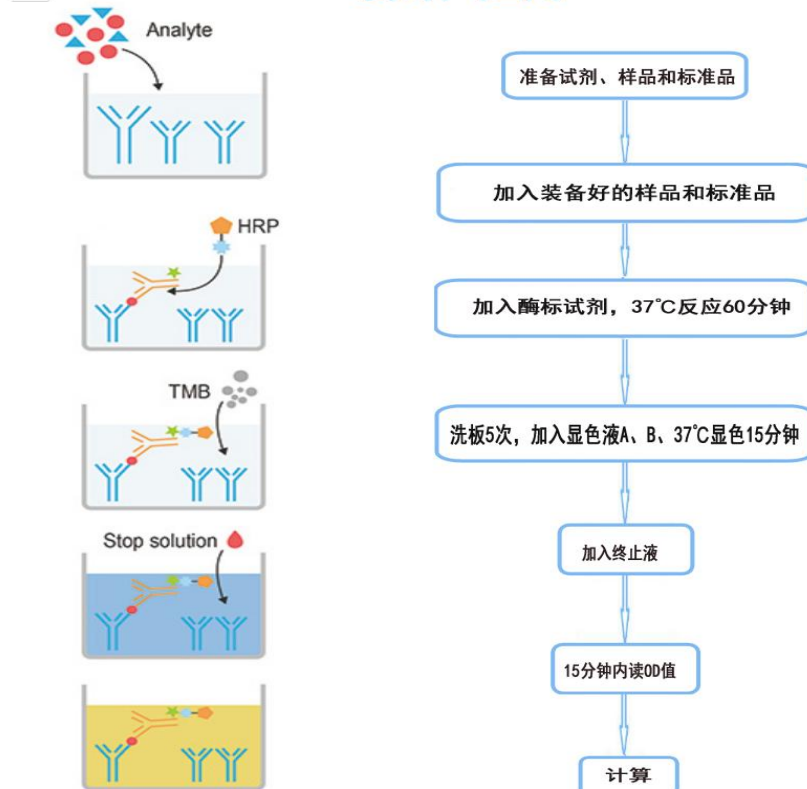 Analyte
HRP
TMB
Stop solution
准备试剂、样品和标准品
加入装备好的样品和标准品
加入酶标试剂，37℃反应60分钟
洗板5次，加入显色液A、B、37℃显色15分钟
加入终止液
15分钟内读OD值
计算